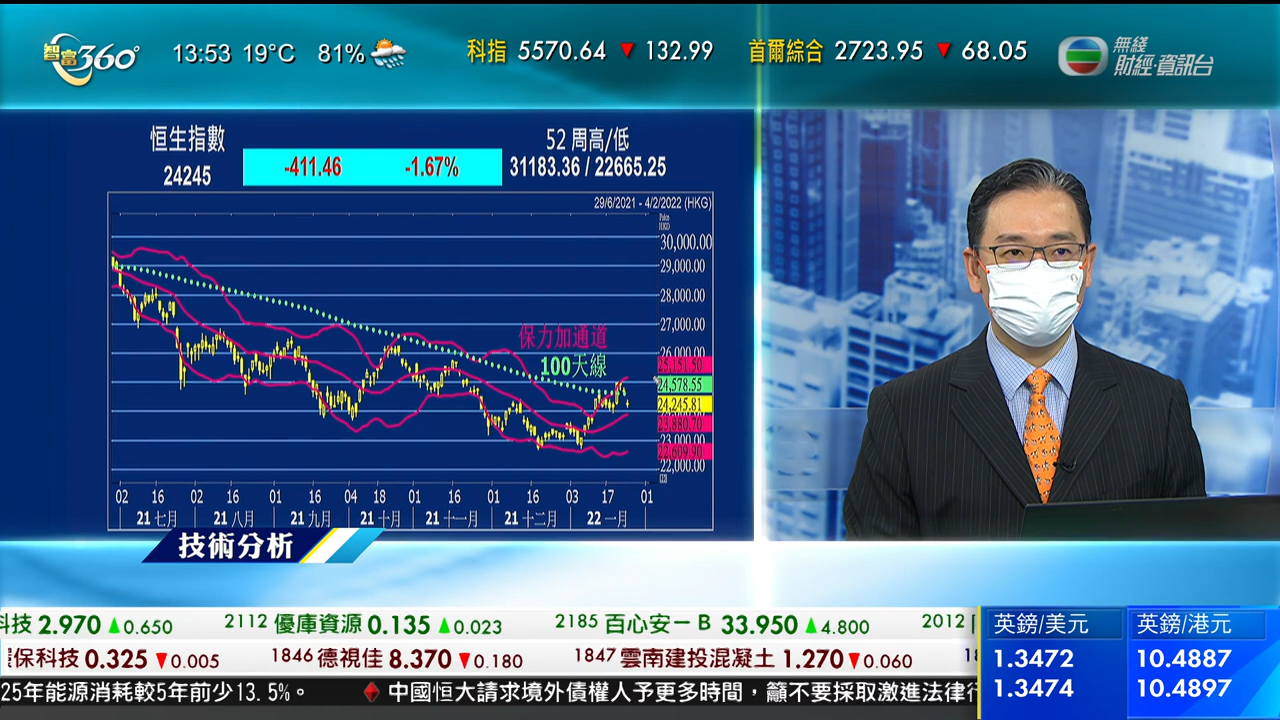 智富360°
13:53 19°C 81%
科指 5570.64 ▼ 132.99
首爾綜合 2723.95 ▼ 68.05
無綫
財經·資訊台
恒生指數
24245
-411.46 -1.67%
52 周高/低
31183.36 / 22665.25
29/6/2021 - 4/2/2022 (HKG)
Price
HKD
30,000.00
29,000.00
28,000.00
27,000.00
26,000.00
25,151.50
24,578.55
24,245.81
23,880.70
23,000.00
22,609.90
22,000.00
保力加通道
100天線
02 16 02 16 01 16 04 18 01 16 01 16 03 17 01
21 七月 21 八月 21 九月 21 十月 21 十一月 21 十二月 22 一月
技術分析
科技 2.970 ▲0.650 2112 優庫資源 0.135 ▲0.023 2185 百心安－B 33.950 ▲4.800 2012
保科技 0.325 ▼0.005 1846 德視佳 8.370 ▼0.180 1847 雲南建投混凝土 1.270 ▼0.060
25年能源消耗較5年前少13.5%。 中國恒大請求境外債權人予更多時間，籲不要採取激進法律行
英鎊/美元
1.3472
1.3474
英鎊/港元
10.4887
10.4897